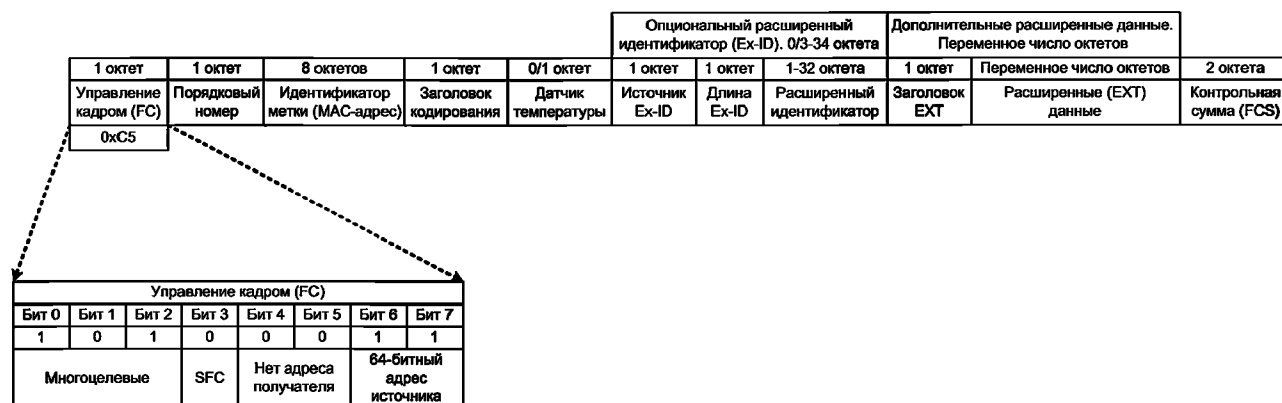 Опциональный расширенный
идентификатор (Ex-ID). 0/3-34 октета
Дополнительные расширенные данные.
Переменное число октетов
1 октет
1 октет
8 октетов
1 октет
0/1 октет
1 октет
1 октет
1-32 октета
1 октет
Переменное число октетов
2 октета
Управление
кадром (FC)
Порядковый
номер
Идентификатор
метки (MAC-адрес)
Заголовок
кодирования
Датчик
температуры
Источник
Ex-ID
Длина
Ex-ID
Расширенный
идентификатор
Заголовок
EXT
Расширенные (EXT)
данные
Контрольная
сумма (FCS)
0xC5
Управление кадром (FC)
Бит 0 Бит 1 Бит 2 Бит 3 Бит 4 Бит 5 Бит 6 Бит 7
1 0 1 0 0 0 1 1
Многоцелевые
SFC
Нет адреса
получателя
64-битный
адрес
источника